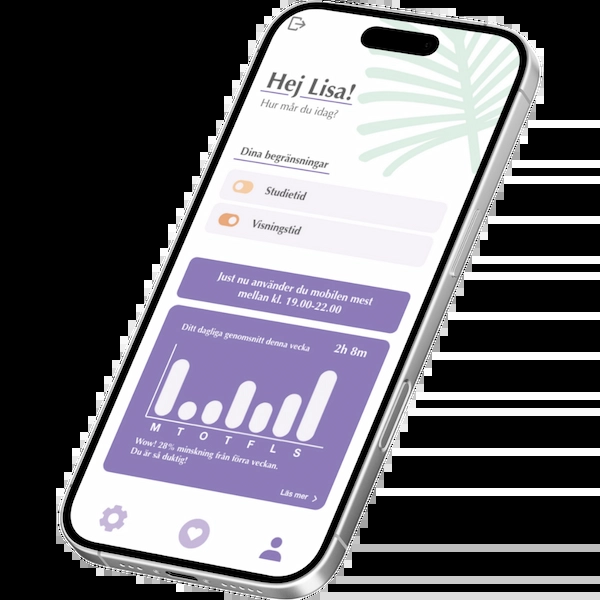 Hej Lisa!
Hur mår du idag?
Dina begränsningar
Studietid
Visningstid
Just nu använder du mobilen mest
mellan kl. 19.00-22.00
Ditt dagliga genomsnitt denna vecka
2h 8m
M T O T F L S
Wow! 28% minskning från förra veckan.
Du är så duktig!
Läs mer